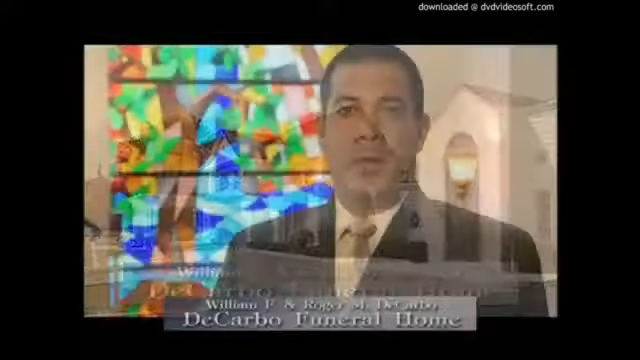 downloaded @ dvdvideosoft.com
William F. & Roger M. DeCarbo
DeCarbo Funeral Home